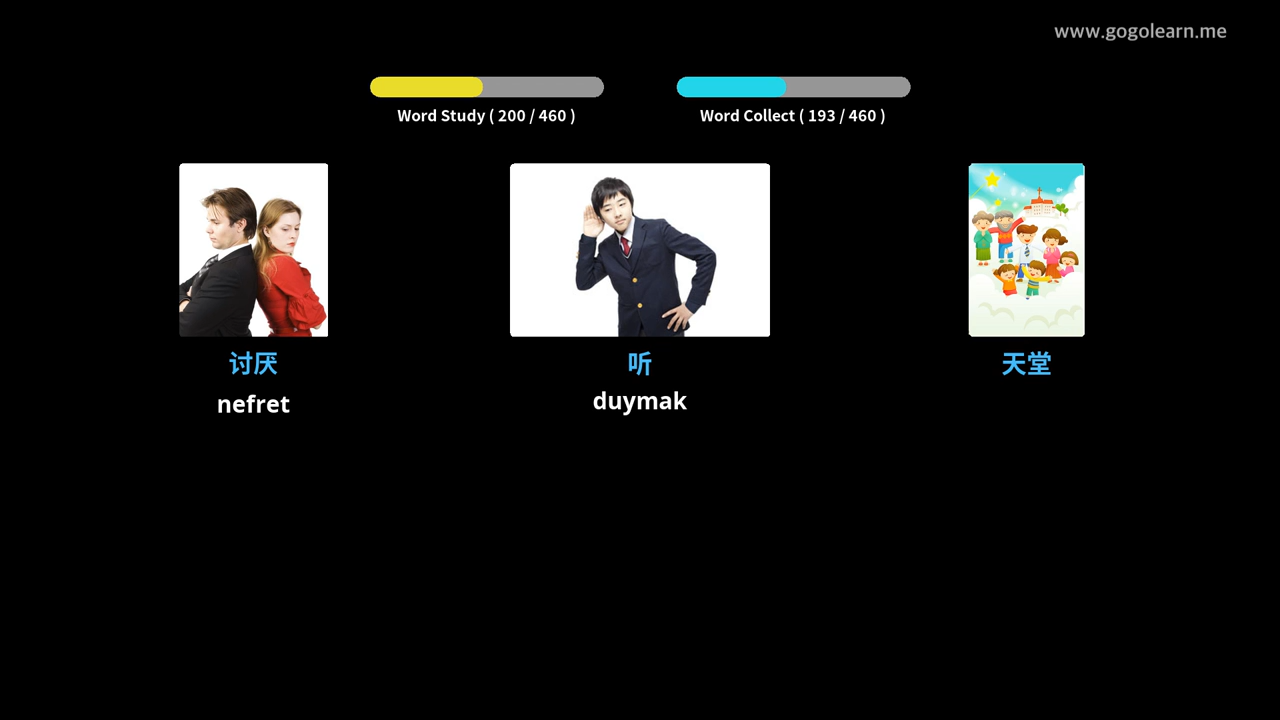 www.gogolearn.me
Word Study ( 200 / 460 )
Word Collect ( 193 / 460 )
讨厌
听
天堂
nefret
duymak